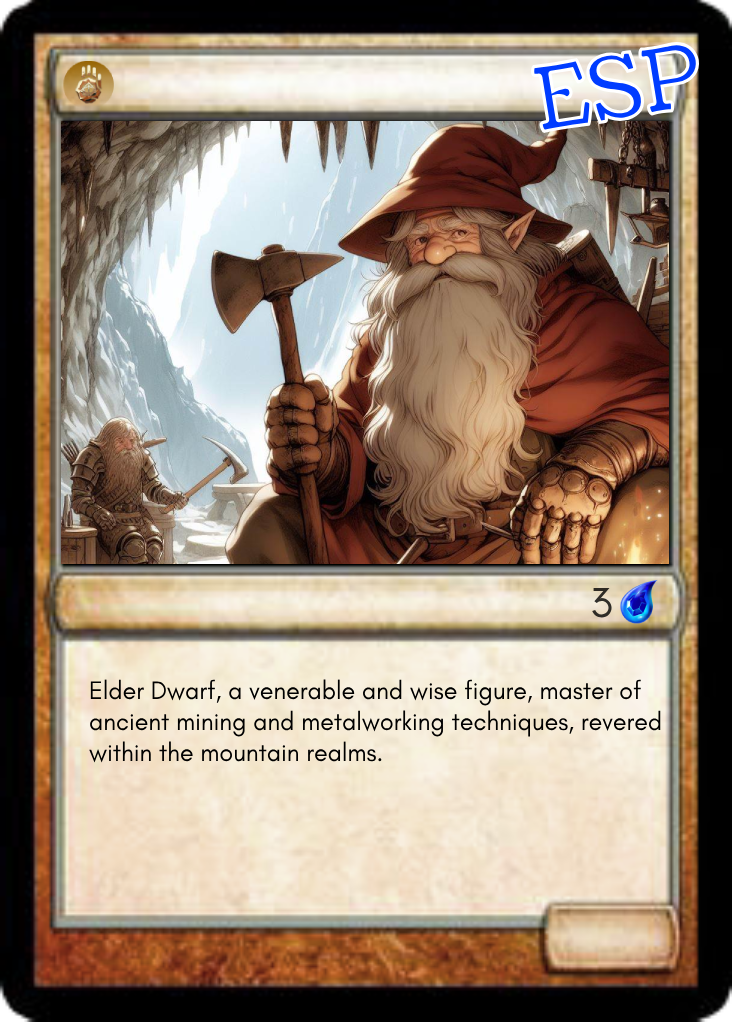 ESP
3
Elder Dwarf, a venerable and wise figure, master of
ancient mining and metalworking techniques, revered
within the mountain realms.